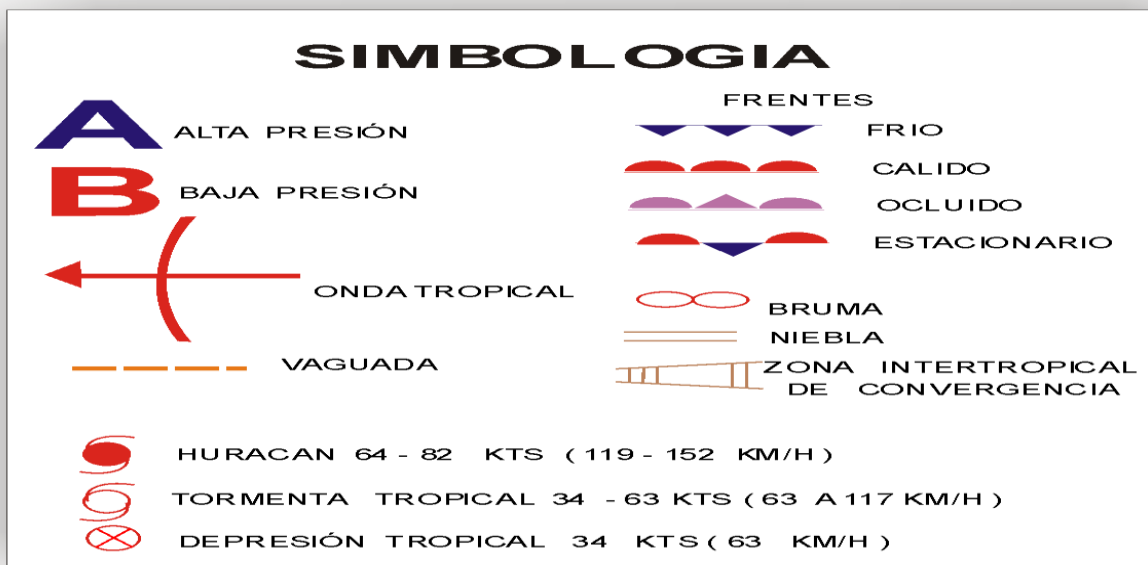 SIMBOLOGIA
A ALTA PRESIÓN
B BAJA PRESIÓN
ONDA TROPICAL
VAGUADA
FRENTES
FRIO
CALIDO
OCLUIDO
ESTACIONARIO
BRUMA
NIEBLA
ZONA INTERTROPICAL
DE CONVERGENCIA
HURACAN 64 - 82 KTS ( 119 - 152 KM/H )
TORMENTA TROPICAL 34 - 63 KTS ( 63 A 117 KM/H )
DEPRESIÓN TROPICAL 34 KTS ( 63 KM/H )